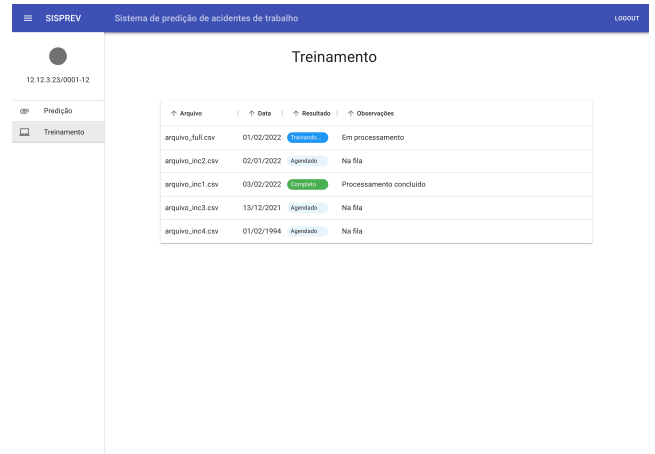 SISPREV Sistema de predição de acidentes de trabalho LOGOUT
Treinamento
12.12.3.23/0001-12
Predição
Treinamento
Arquivo Data Resultado Observações
arquivo_full.csv 01/02/2022 Treinando... Em processamento
arquivo_inc2.csv 02/01/2022 Agendado Na fila
arquivo_inc1.csv 03/02/2022 Completo Processamento concluído
arquivo_inc3.csv 13/12/2021 Agendado Na fila
arquivo_inc4.csv 01/02/1994 Agendado Na fila